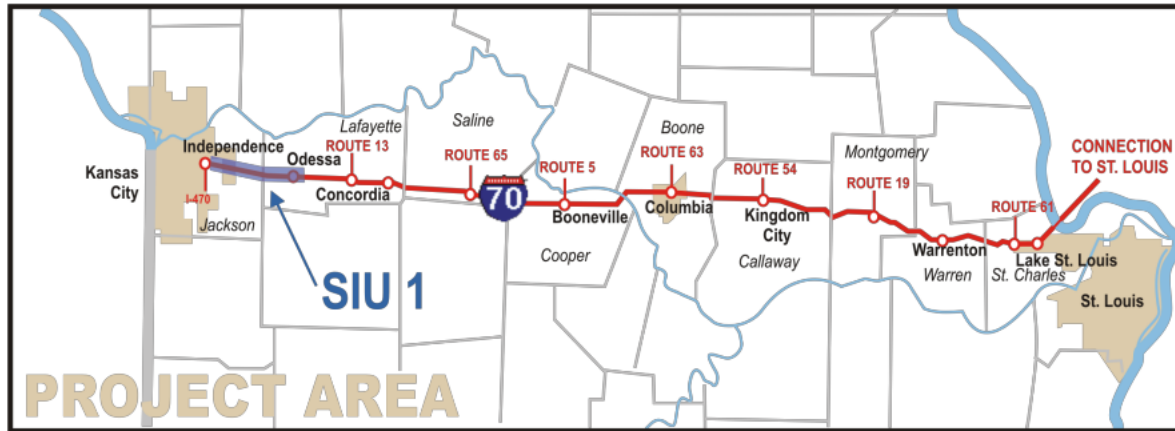 Kansas
City
Independence
I-470
Jackson
Odessa
Lafayette
ROUTE 13
Concordia
SIU 1
Saline
ROUTE 65
70
ROUTE 5
Booneville
Cooper
Boone
ROUTE 63
Columbia
ROUTE 54
Kingdom
City
Callaway
Montgomery
ROUTE 19
Warrenton
Warren
ROUTE 61
St. Charles
CONNECTION
TO ST. LOUIS
Lake St. Louis
St. Louis
PROJECT AREA